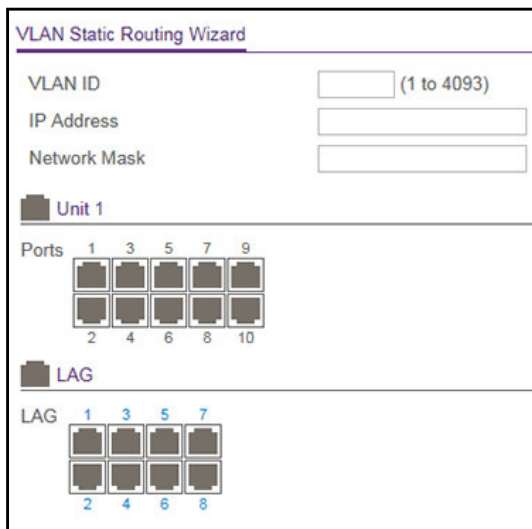 VLAN Static Routing Wizard
VLAN ID (1 to 4093)
IP Address
Network Mask
Unit 1
Ports 1 3 5 7 9
2 4 6 8 10
LAG
LAG 1 3 5 7
2 4 6 8